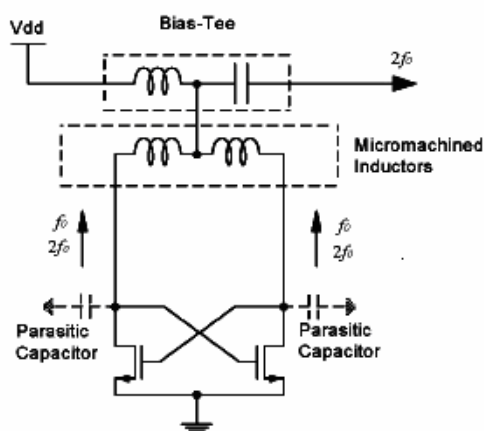 Bias-Tee
Vdd
2f₀
Micromachined
Inductors
f₀
2f₀
f₀
2f₀
Parasitic
Capacitor
Parasitic
Capacitor